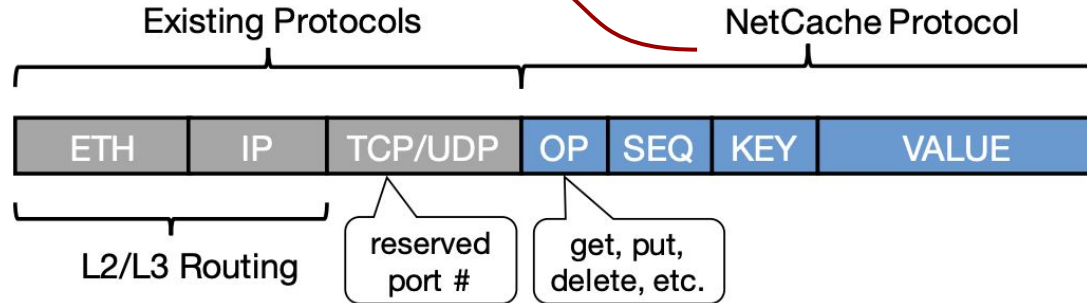 Existing Protocols
NetCache Protocol
ETH IP TCP/UDP OP SEQ KEY VALUE
L2/L3 Routing
reserved
port #
get, put,
delete, etc.